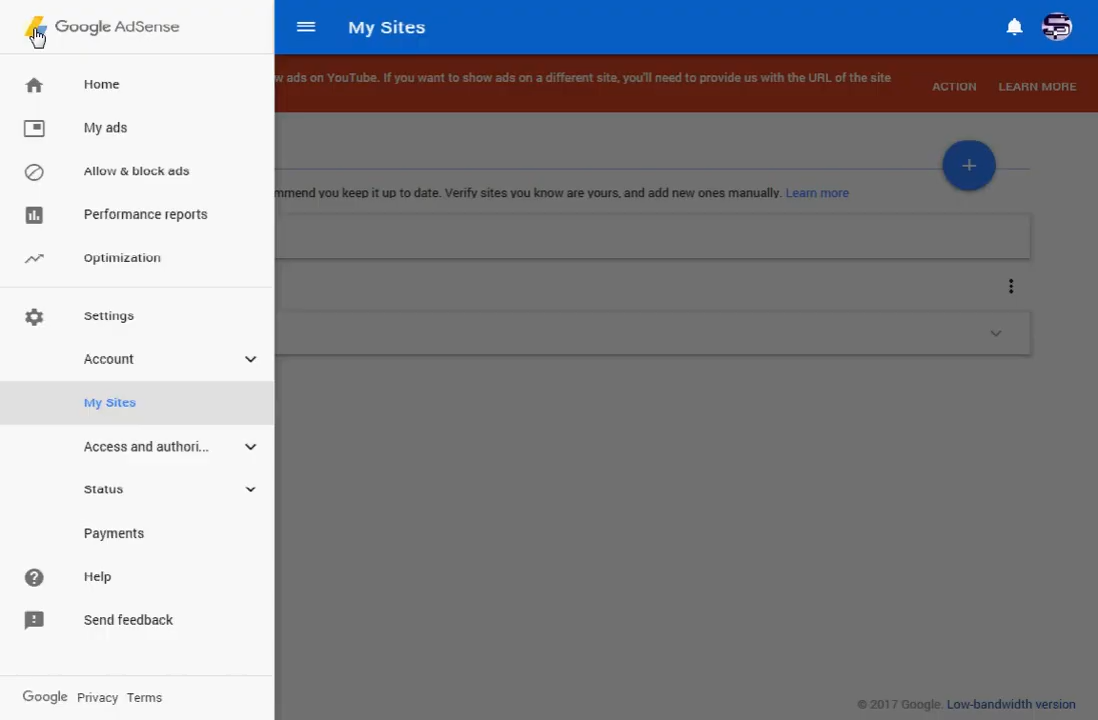 Google AdSense
My Sites
w ads on YouTube. If you want to show ads on a different site, you'll need to provide us with the URL of the site
ACTION
LEARN MORE
Home
My ads
Allow & block ads
mmend you keep it up to date. Verify sites you know are yours, and add new ones manually. Learn more
Performance reports
Optimization
Settings
Account
My Sites
Access and authori...
Status
Payments
Help
Send feedback
Google Privacy Terms
© 2017 Google. Low-bandwidth version